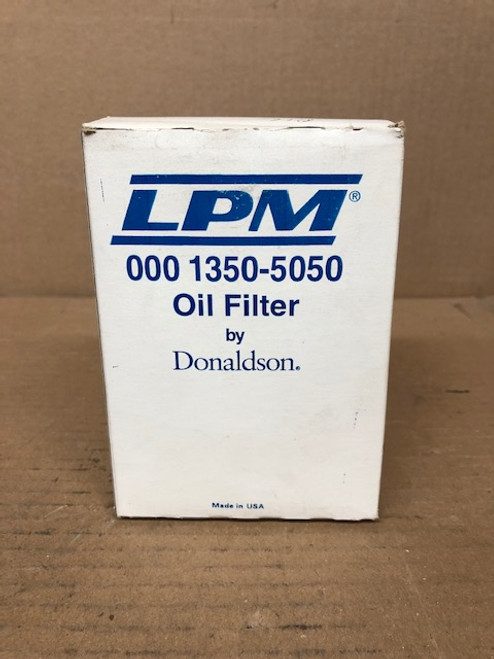 LPM®
000 1350-5050
Oil Filter
by
Donaldson.
Made in USA